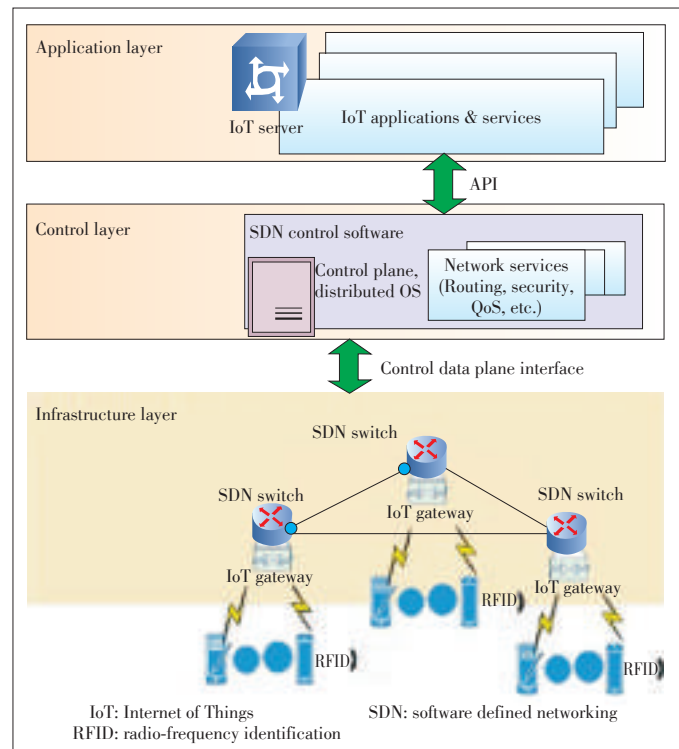 Application layer
IoT server
IoT applications & services
API
Control layer
SDN control software
Control plane,
distributed OS
Network services
(Routing, security,
QoS, etc.)
Control data plane interface
Infrastructure layer
SDN switch
IoT gateway
SDN switch
IoT gateway
SDN switch
IoT gateway
RFID
RFID
RFID
IoT: Internet of Things
SDN: software defined networking
RFID: radio-frequency identification